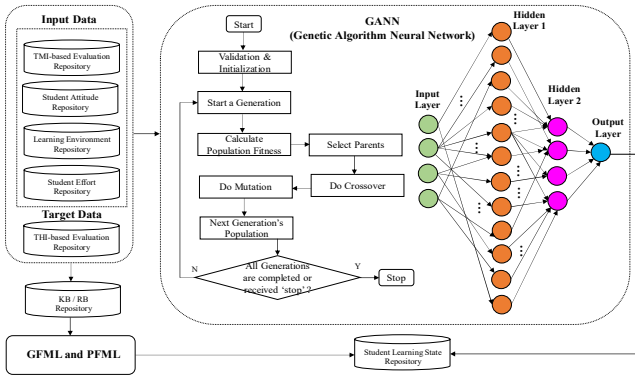 Input Data
TMI-based Evaluation
Repository
Student Attitude
Repository
Learning Environment
Repository
Student Effort
Repository
Target Data
THI-based Evaluation
Repository
KB / RB
Repository
GFML and PFML
GANN
(Genetic Algorithm Neural Network)
Start
Validation &
Initialization
Start a Generation
Calculate
Population Fitness
Select Parents
Do Crossover
Do Mutation
Next Generation's
Population
N
All Generations
are completed or
received 'stop'?
Y
Stop
Input
Layer
Hidden
Layer 1
Hidden
Layer 2
Output
Layer
Student Learning State
Repository